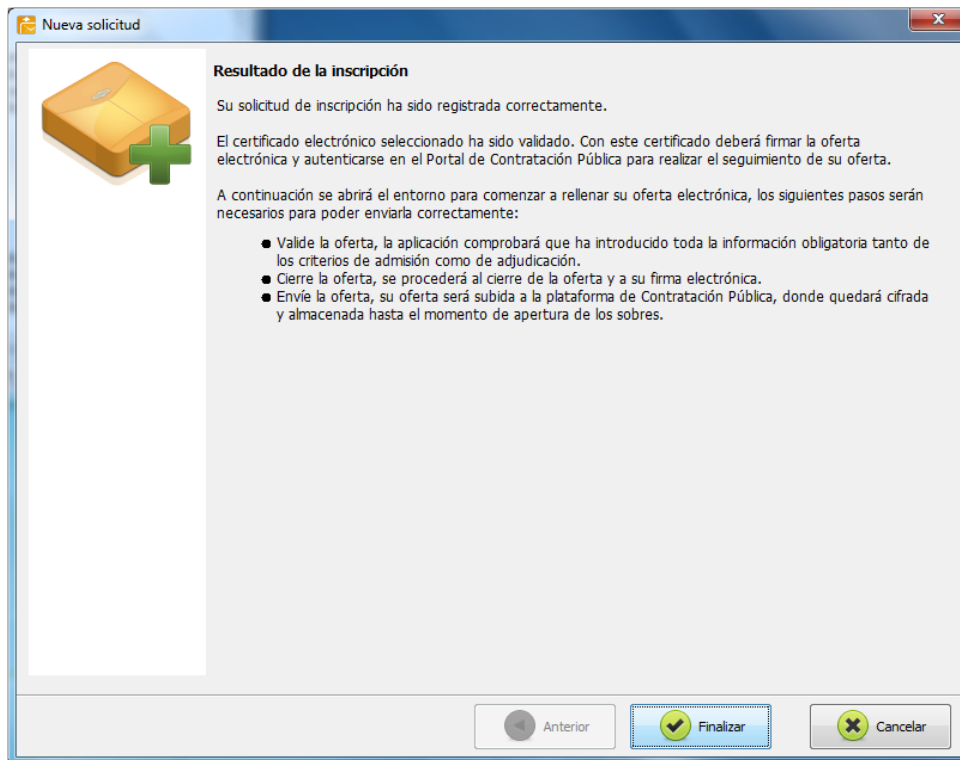 Nueva solicitud
Resultado de la inscripción
Su solicitud de inscripción ha sido registrada correctamente.
El certificado electrónico seleccionado ha sido validado. Con este certificado deberá firmar la oferta
electrónica y autenticarse en el Portal de Contratación Pública para realizar el seguimiento de su oferta.
A continuación se abrirá el entorno para comenzar a rellenar su oferta electrónica, los siguientes pasos serán
necesarios para poder enviarla correctamente:
● Valide la oferta, la aplicación comprobará que ha introducido toda la información obligatoria tanto de
los criterios de admisión como de adjudicación.
● Cierre la oferta, se procederá al cierre de la oferta y a su firma electrónica.
● Envíe la oferta, su oferta será subida a la plataforma de Contratación Pública, donde quedará cifrada
y almacenada hasta el momento de apertura de los sobres.
Anterior
Finalizar
Cancelar